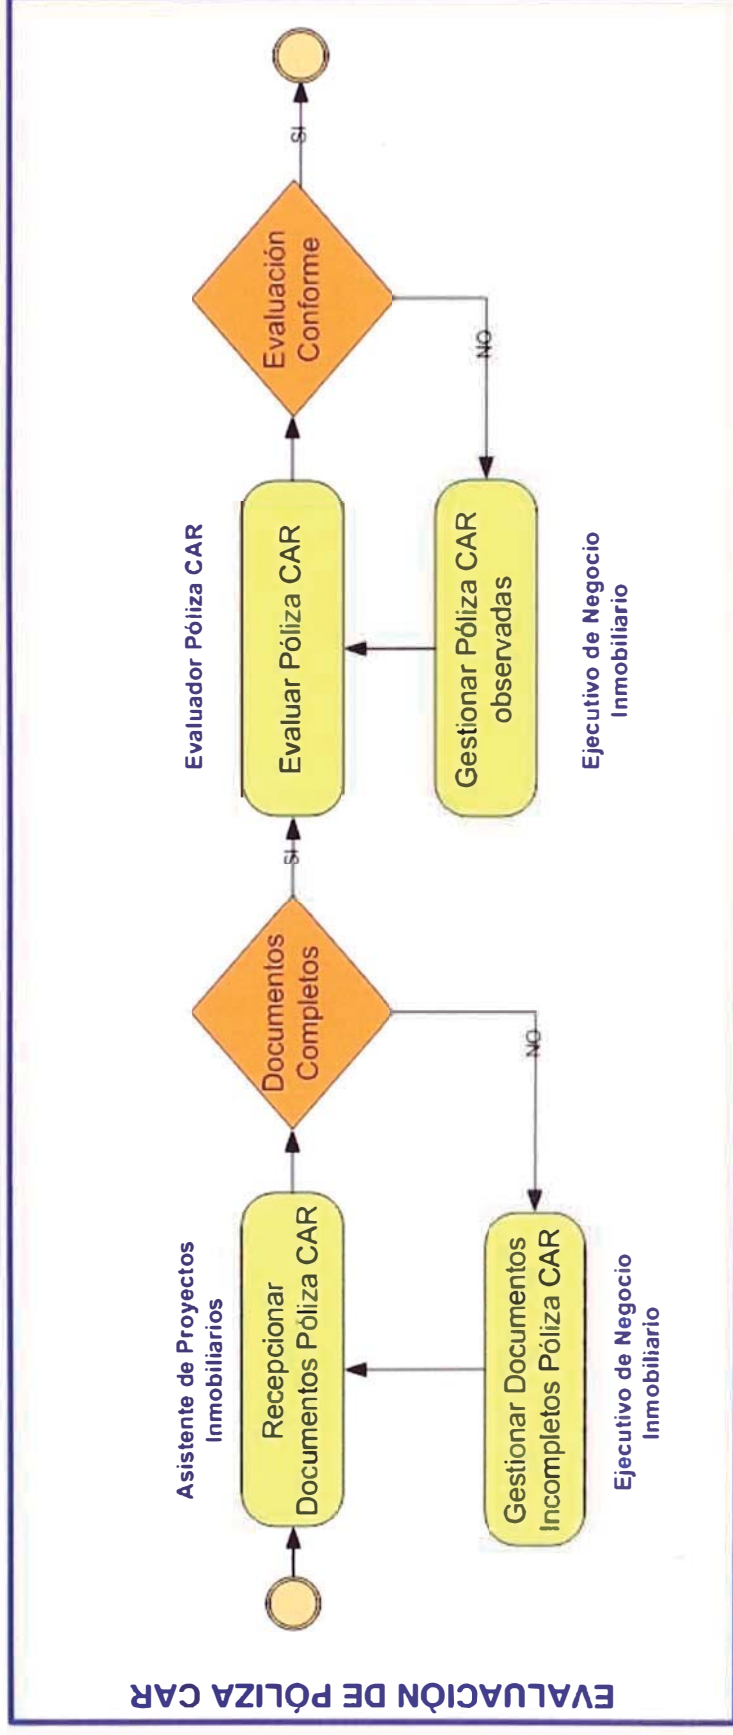 EVALUACIÓN DE PÓLIZA CAR
Asistente de Proyectos
Inmobiliarios
Recepcionar
Documentos Póliza CAR
Gestionar Documentos
Incompletos Póliza CAR
Ejecutivo de Negocio
Inmobiliario
Documentos
Completos
SI
NO
Evaluador Póliza CAR
Evaluar Póliza CAR
Gestionar Póliza CAR
observadas
Ejecutivo de Negocio
Inmobiliario
Evaluación
Conforme
SI
NO